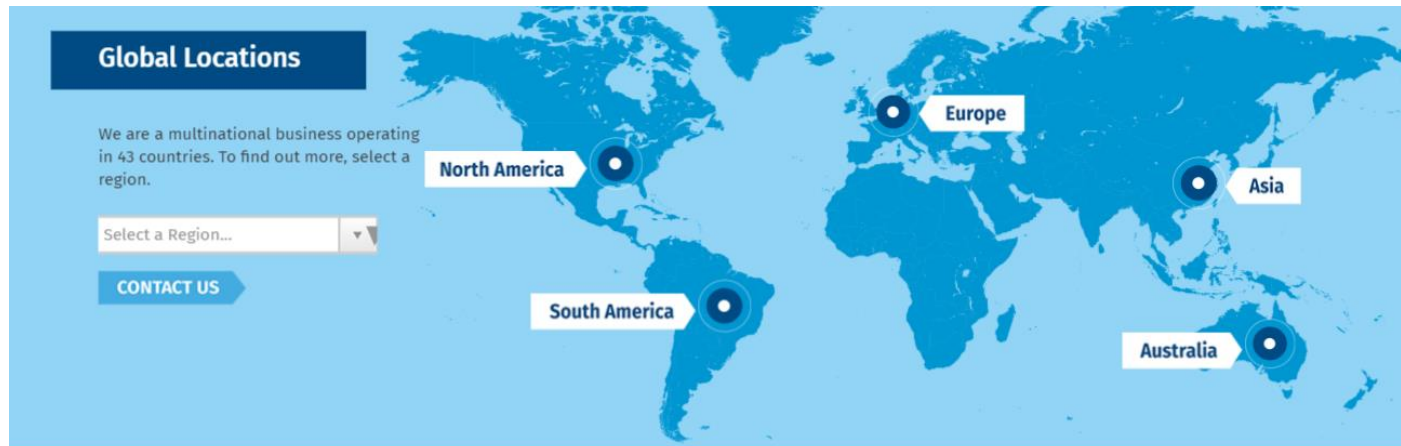 Global Locations
We are a multinational business operating
in 43 countries. To find out more, select a
region.
Select a Region...
CONTACT US
North America
Europe
Asia
South America
Australia